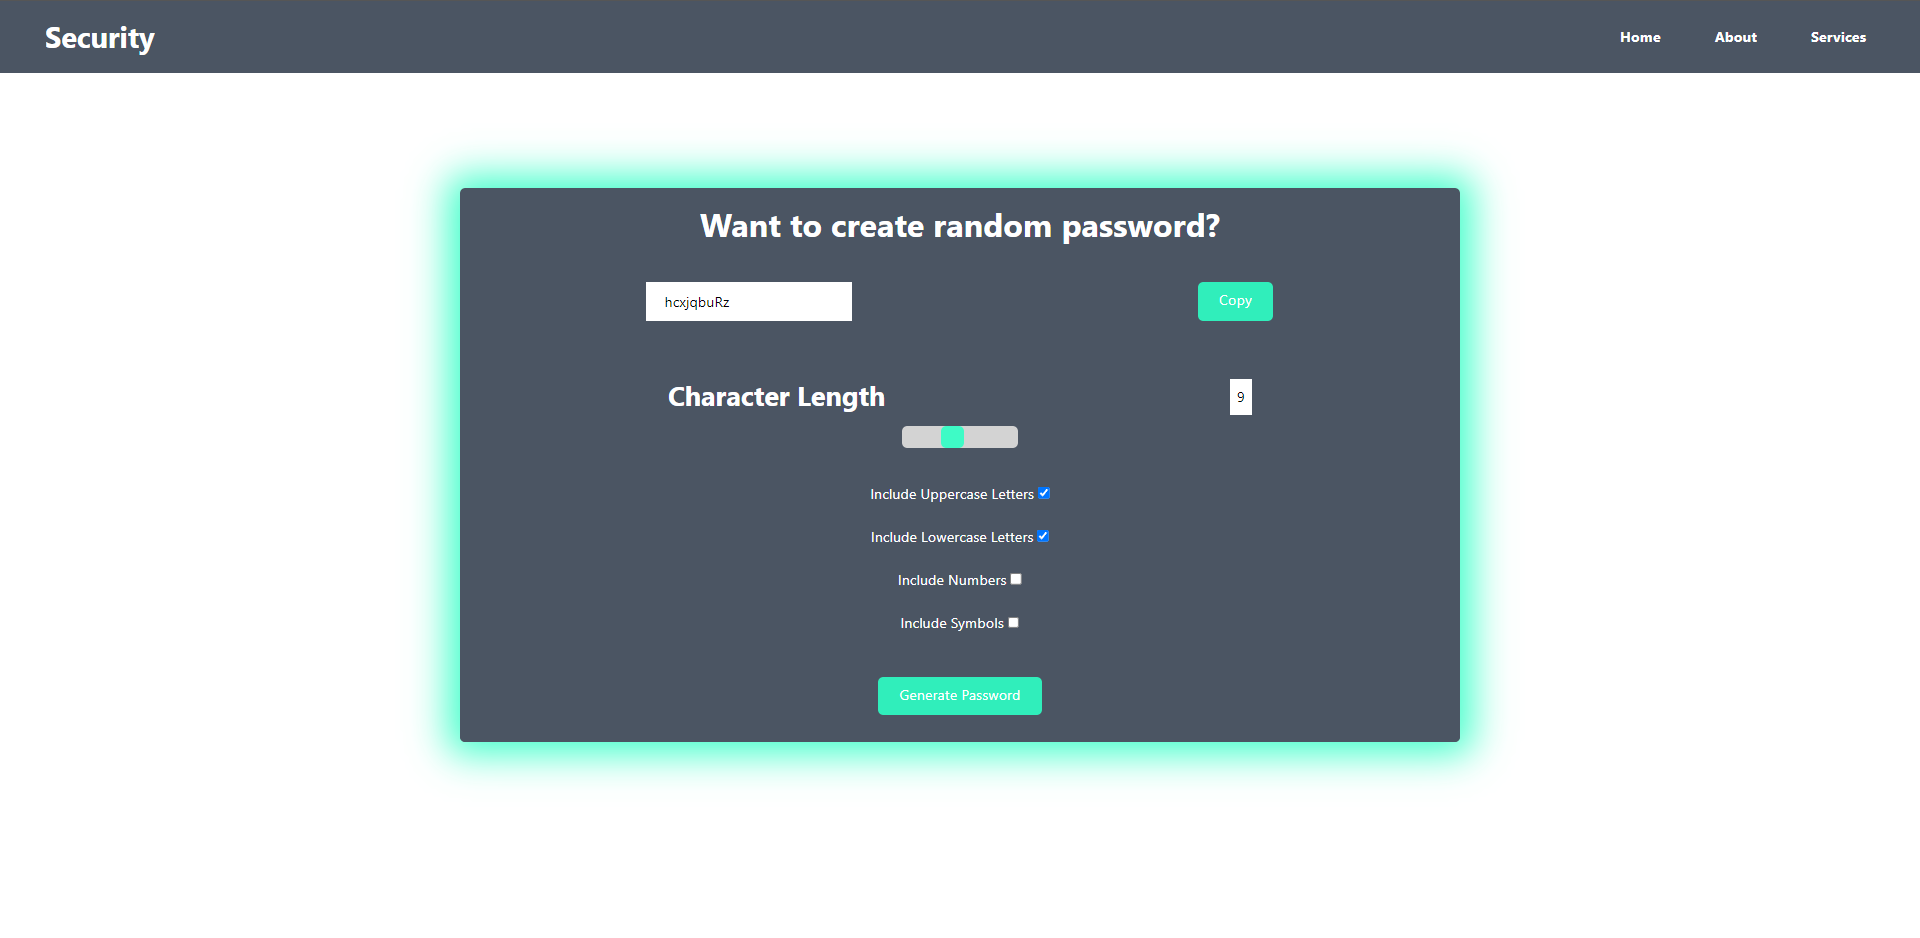 Security
Home About Services
Want to create random password?
hcxjqbuRz Copy
Character Length 9
Include Uppercase Letters
Include Lowercase Letters
Include Numbers
Include Symbols
Generate Password